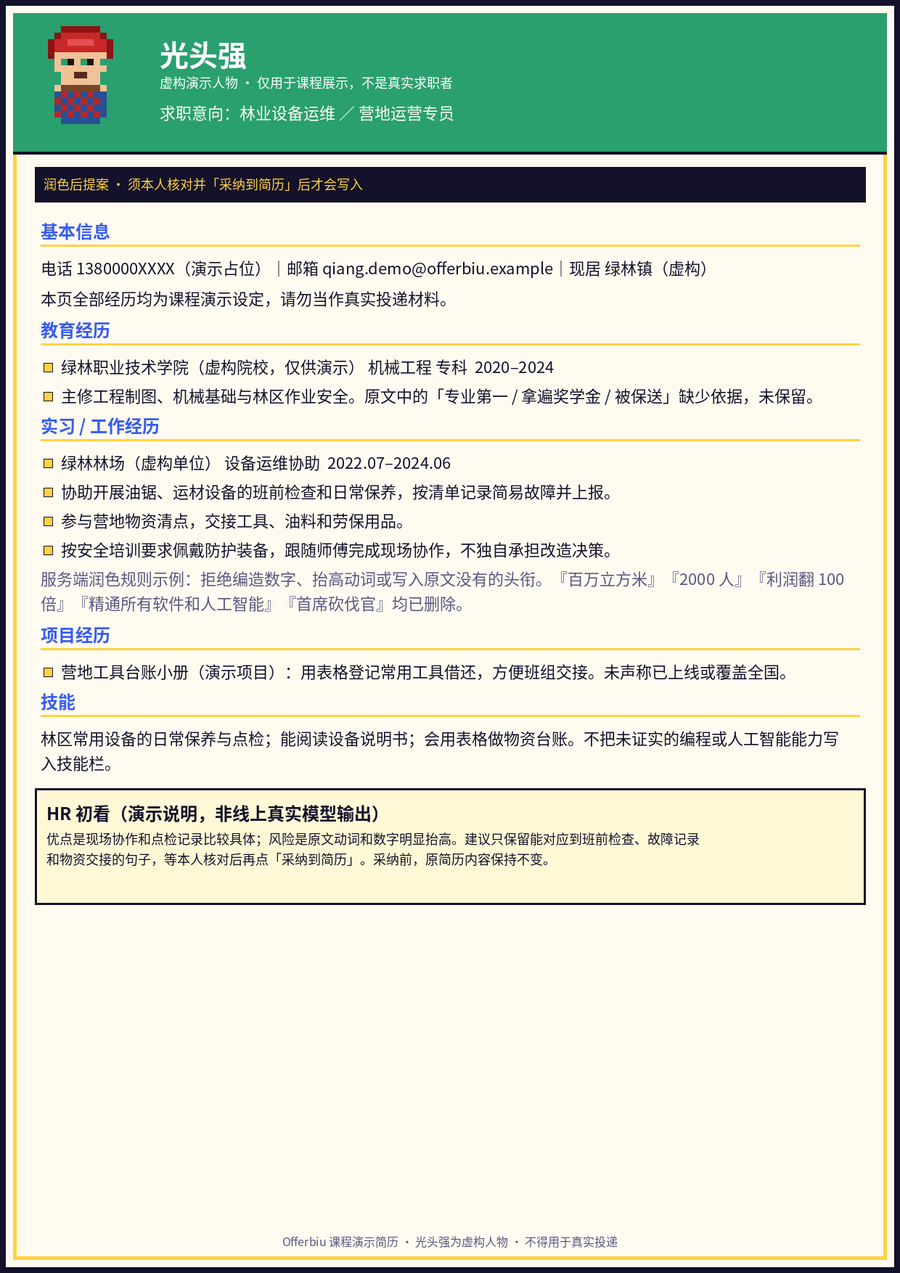 光头强
虚构演示人物 · 仅用于课程展示，不是真实求职者
求职意向：林业设备运维 ／ 营地运营专员
润色后提案 · 须本人核对并「采纳到简历」后才会写入
基本信息
电话 1380000XXXX（演示占位）｜邮箱 qiang.demo@offerbiu.example｜现居 绿林镇（虚构）
本页全部经历均为课程演示设定，请勿当作真实投递材料。
教育经历
绿林职业技术学院（虚构院校，仅供演示） 机械工程 专科 2020–2024
主修工程制图、机械基础与林区作业安全。原文中的「专业第一 / 拿遍奖学金 / 被保送」缺少依据，未保留。
实习 / 工作经历
绿林林场（虚构单位） 设备运维协助 2022.07–2024.06
协助开展油锯、运材设备的班前检查和日常保养，按清单记录简易故障并上报。
参与营地物资清点，交接工具、油料和劳保用品。
按安全培训要求佩戴防护装备，跟随师傅完成现场协作，不独自承担改造决策。
服务端润色规则示例：拒绝编造数字、抬高动词或写入原文没有的头衔。『百万立方米』『2000 人』『利润翻 100
倍』『精通所有软件和人工智能』『首席砍伐官』均已删除。
项目经历
营地工具台账小册（演示项目）：用表格登记常用工具借还，方便班组交接。未声称已上线或覆盖全国。
技能
林区常用设备的日常保养与点检；能阅读设备说明书；会用表格做物资台账。不把未证实的编程或人工智能能力写
入技能栏。
HR 初看（演示说明，非线上真实模型输出）
优点是现场协作和点检记录比较具体；风险是原文动词和数字明显抬高。建议只保留能对应到班前检查、故障记录
和物资交接的句子，等本人核对后再点「采纳到简历」。采纳前，原简历内容保持不变。
Offerbiu 课程演示简历 · 光头强为虚构人物 · 不得用于真实投递